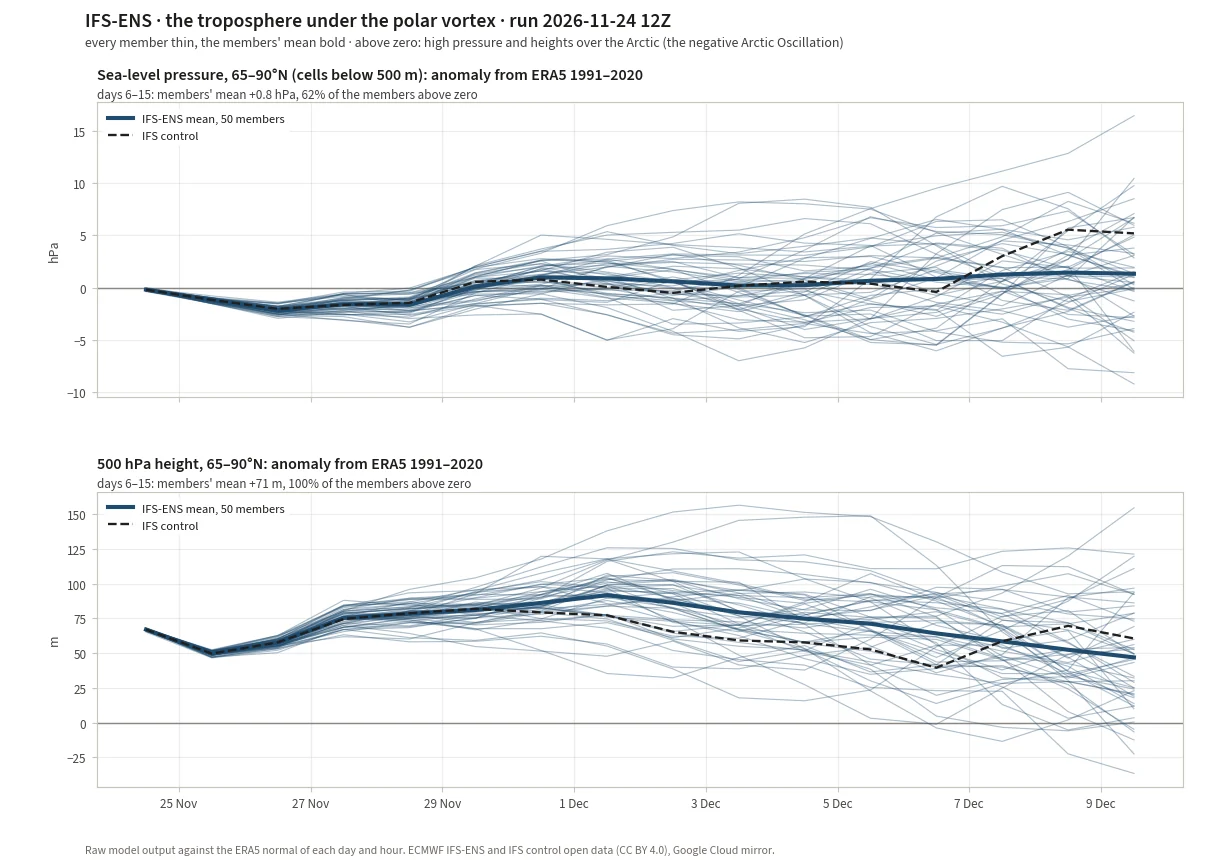 IFS-ENS · the troposphere under the polar vortex · run 2026-11-24 12Z
every member thin, the members' mean bold · above zero: high pressure and heights over the Arctic (the negative Arctic Oscillation)
Sea-level pressure, 65–90°N (cells below 500 m): anomaly from ERA5 1991–2020
days 6–15: members' mean +0.8 hPa, 62% of the members above zero
IFS-ENS mean, 50 members
IFS control
15
10
5
0
−5
−10
hPa
500 hPa height, 65–90°N: anomaly from ERA5 1991–2020
days 6–15: members' mean +71 m, 100% of the members above zero
IFS-ENS mean, 50 members
IFS control
150
125
100
75
50
25
0
−25
m
25 Nov 27 Nov 29 Nov 1 Dec 3 Dec 5 Dec 7 Dec 9 Dec
Raw model output against the ERA5 normal of each day and hour. ECMWF IFS-ENS and IFS control open data (CC BY 4.0), Google Cloud mirror.